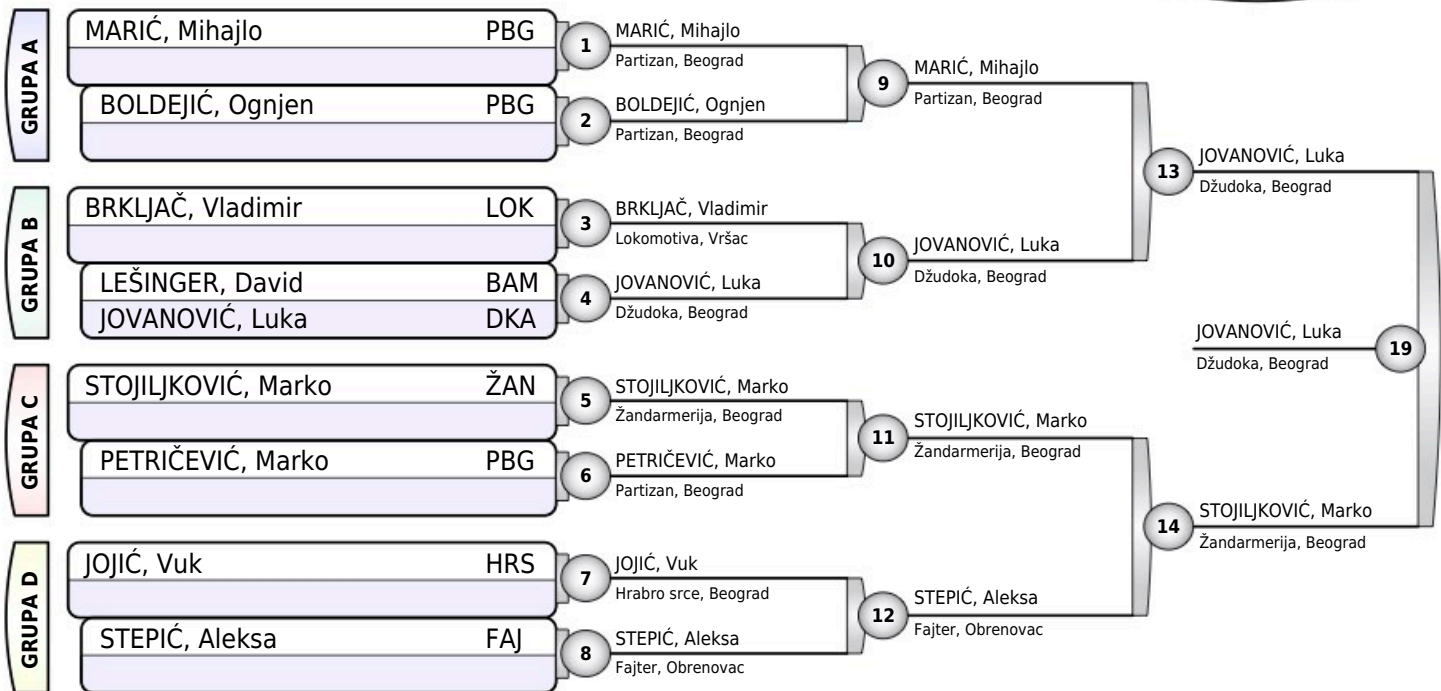 GRUPA A
MARIĆ, Mihajlo PBG
BOLDEJIĆ, Ognjen PBG
GRUPA B
BRKLJAČ, Vladimir LOK
LEŠINGER, David BAM
JOVANOVIĆ, Luka DKA
GRUPA C
STOJILJKOVIĆ, Marko ŽAN
PETRIČEVIĆ, Marko PBG
GRUPA D
JOJIĆ, Vuk HRS
STEPIĆ, Aleksa FAJ
1
MARIĆ, Mihajlo
Partizan, Beograd
2
BOLDEJIĆ, Ognjen
Partizan, Beograd
3
BRKLJAČ, Vladimir
Lokomotiva, Vršac
4
JOVANOVIĆ, Luka
Džudoka, Beograd
5
STOJILJKOVIĆ, Marko
Žandarmerija, Beograd
6
PETRIČEVIĆ, Marko
Partizan, Beograd
7
JOJIĆ, Vuk
Hrabro srce, Beograd
8
STEPIĆ, Aleksa
Fajter, Obrenovac
9
MARIĆ, Mihajlo
Partizan, Beograd
10
JOVANOVIĆ, Luka
Džudoka, Beograd
11
STOJILJKOVIĆ, Marko
Žandarmerija, Beograd
12
STEPIĆ, Aleksa
Fajter, Obrenovac
13
JOVANOVIĆ, Luka
Džudoka, Beograd
14
STOJILJKOVIĆ, Marko
Žandarmerija, Beograd
JOVANOVIĆ, Luka
Džudoka, Beograd
19